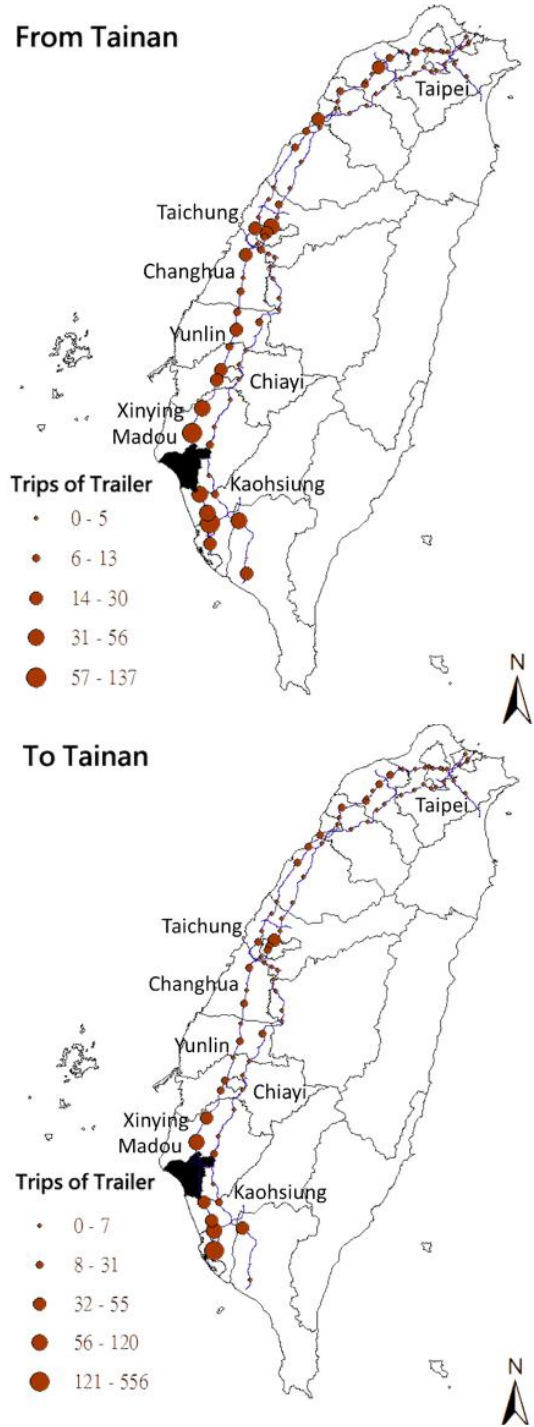 From Tainan
Taipei
Taichung
Changhua
Yunlin
Chiayi
Xinying
Madou
Kaohsiung
Trips of Trailer
0 - 5
6 - 13
14 - 30
31 - 56
57 - 137
N
To Tainan
Taipei
Taichung
Changhua
Yunlin
Chiayi
Xinying
Madou
Kaohsiung
Trips of Trailer
0 - 7
8 - 31
32 - 55
56 - 120
121 - 556
N